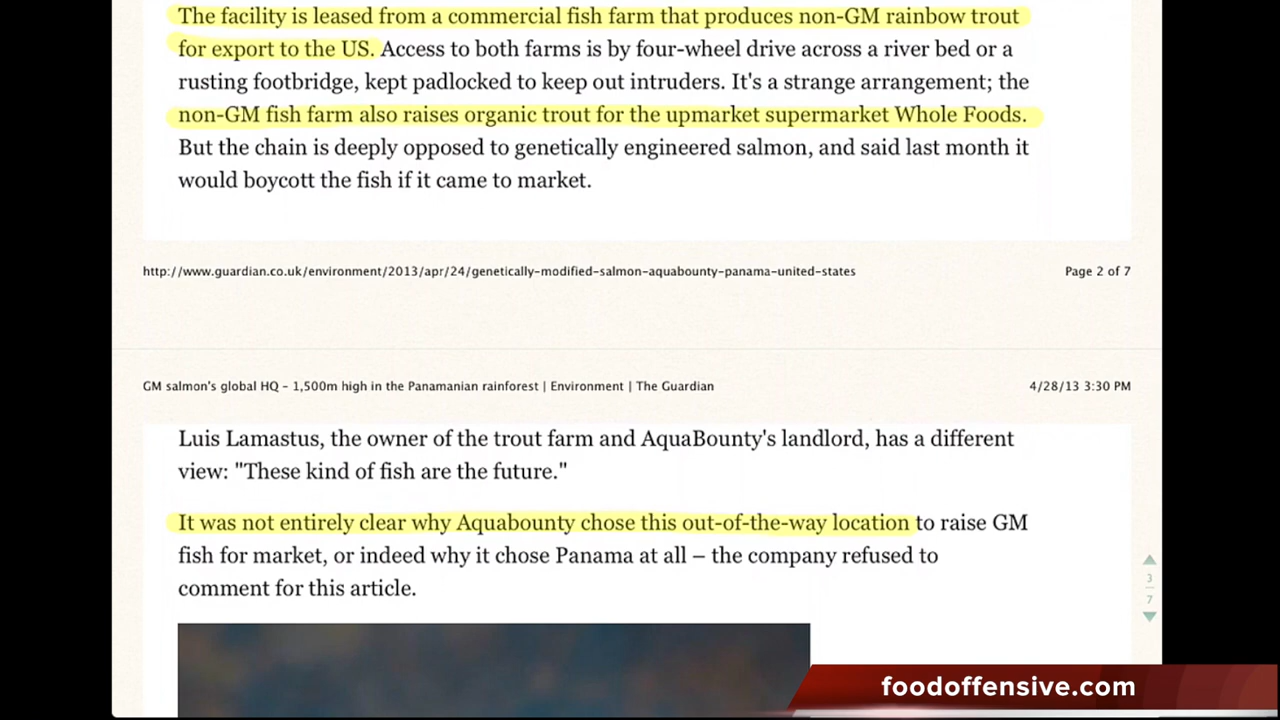 The facility is leased from a commercial fish farm that produces non-GM rainbow trout
for export to the US. Access to both farms is by four-wheel drive across a river bed or a
rusting footbridge, kept padlocked to keep out intruders. It's a strange arrangement; the
non-GM fish farm also raises organic trout for the upmarket supermarket Whole Foods.
But the chain is deeply opposed to genetically engineered salmon, and said last month it
would boycott the fish if it came to market.
http://www.guardian.co.uk/environment/2013/apr/24/genetically-modified-salmon-aquabounty-panama-united-states
Page 2 of 7
GM salmon's global HQ – 1,500m high in the Panamanian rainforest | Environment | The Guardian
4/28/13 3:30 PM
Luis Lamastus, the owner of the trout farm and AquaBounty's landlord, has a different
view: "These kind of fish are the future."
It was not entirely clear why Aquabounty chose this out-of-the-way location to raise GM
fish for market, or indeed why it chose Panama at all – the company refused to
comment for this article.
3
7
foodoffensive.com